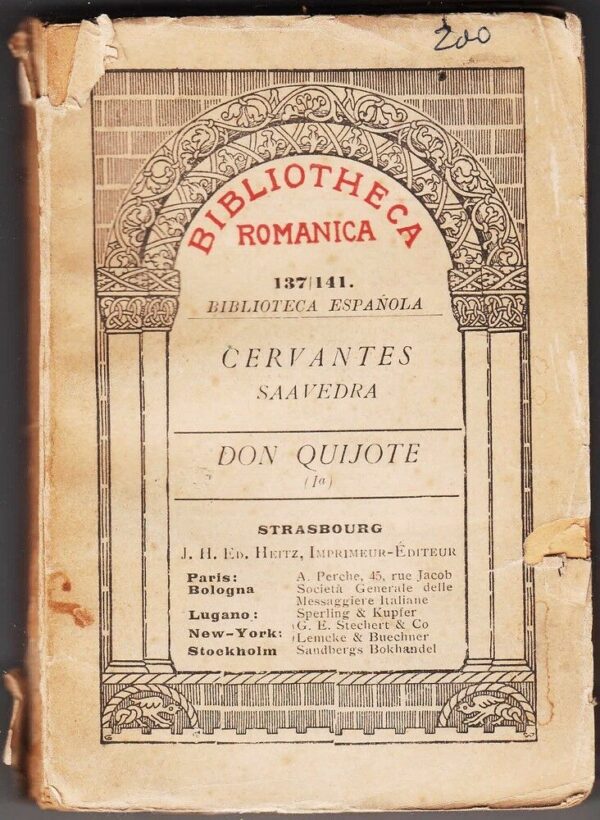 200
BIBLIOTHECA
ROMANICA
137/141.
BIBLIOTECA ESPAÑOLA
CERVANTES
SAAVEDRA
DON QUIJOTE
(Iª)
STRASBOURG
J. H. ED. HEITZ, IMPRIMEUR-ÉDITEUR
Paris: A. Perche, 45, rue Jacob
Bologna Società Generale delle
Messaggiere Italiane
Lugano: Sperling & Kupfer
New-York: G. E. Stechert & Co
Lemcke & Buechner
Stockholm Sandbergs Bokhandel